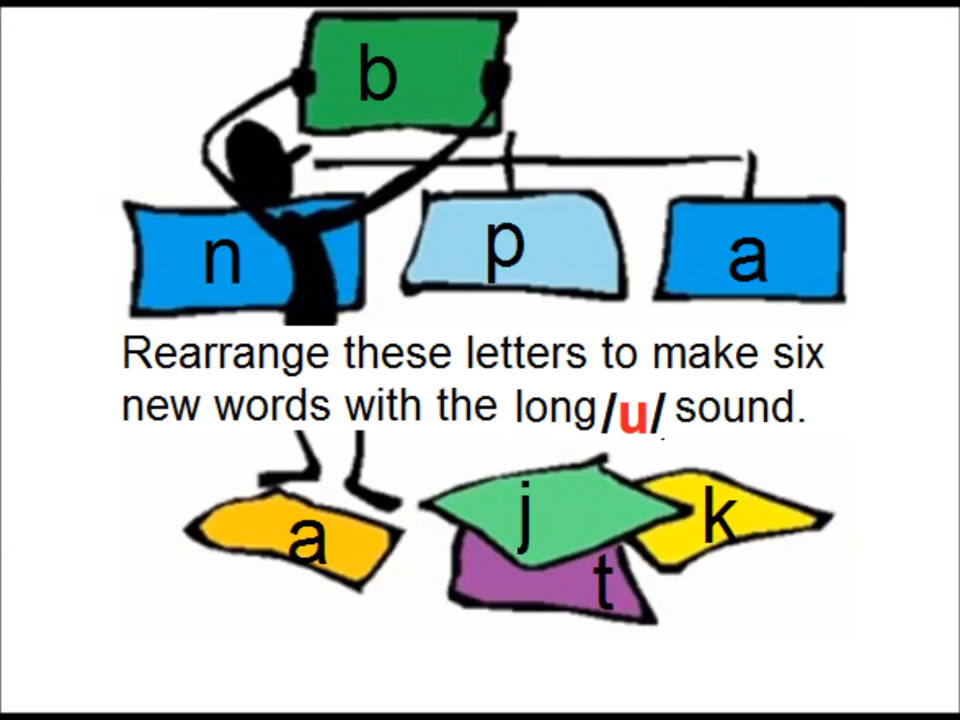 b
n p a
Rearrange these letters to make six
new words with the long /u/ sound.
a j k
t